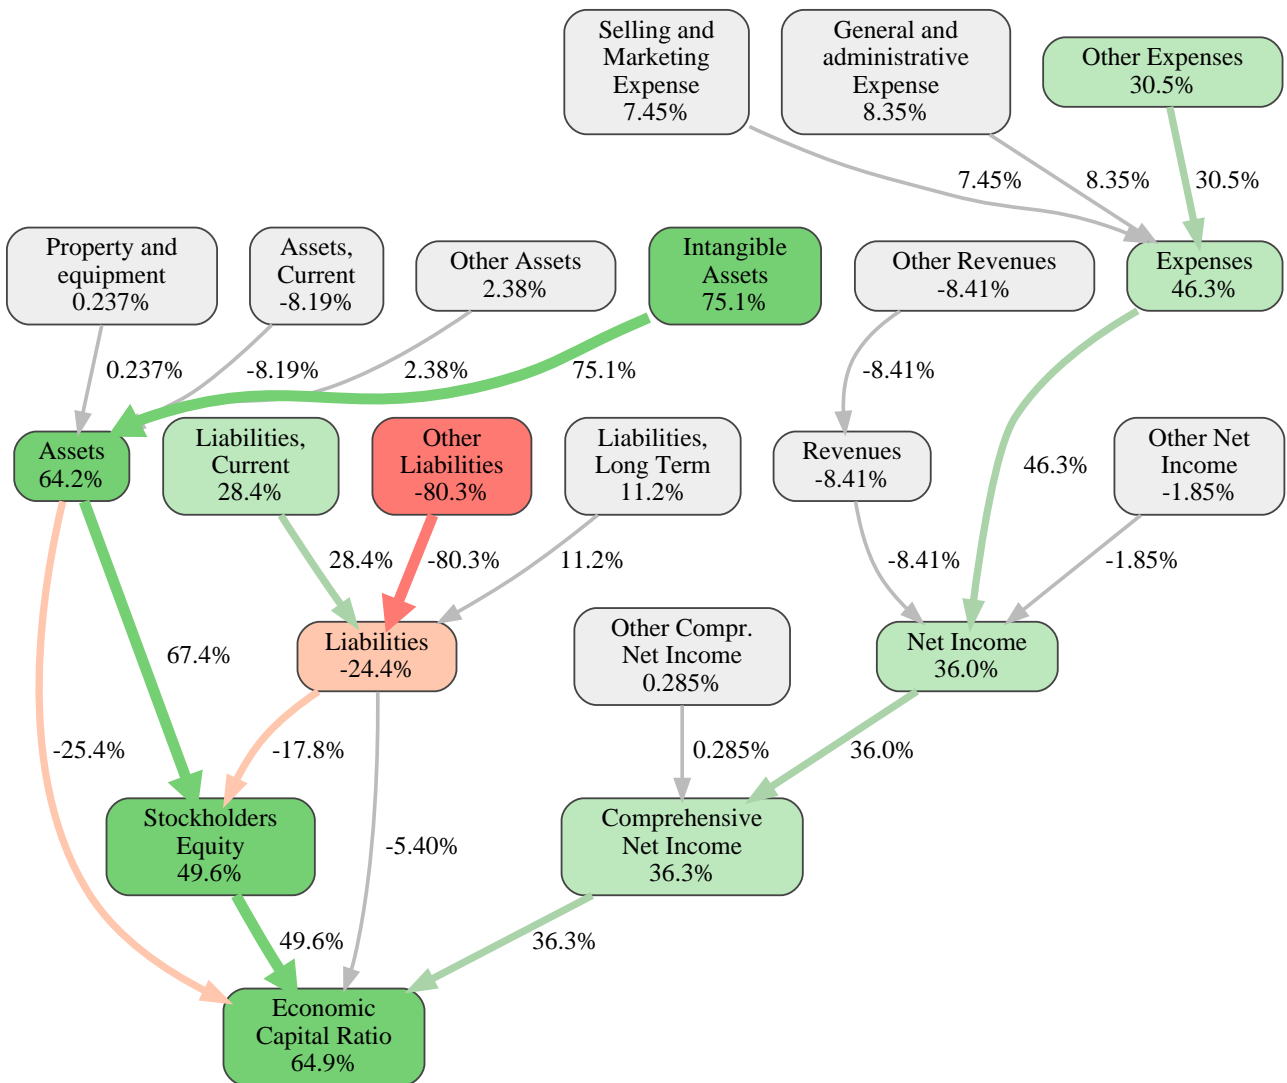 Selling and
Marketing
Expense
7.45%
General and
administrative
Expense
8.35%
Other Expenses
30.5%
7.45%
8.35%
30.5%
Property and
equipment
0.237%
Assets,
Current
-8.19%
Other Assets
2.38%
Intangible
Assets
75.1%
Other Revenues
-8.41%
Expenses
46.3%
0.237%
-8.19%
2.38%
75.1%
-8.41%
Assets
64.2%
Liabilities,
Current
28.4%
Other
Liabilities
-80.3%
Liabilities,
Long Term
11.2%
Revenues
-8.41%
46.3%
Other Net
Income
-1.85%
28.4%
-80.3%
11.2%
-8.41%
-1.85%
67.4%
Liabilities
-24.4%
Other Compr.
Net Income
0.285%
Net Income
36.0%
-25.4%
-17.8%
0.285%
36.0%
Stockholders
Equity
49.6%
-5.40%
Comprehensive
Net Income
36.3%
49.6%
36.3%
Economic
Capital Ratio
64.9%